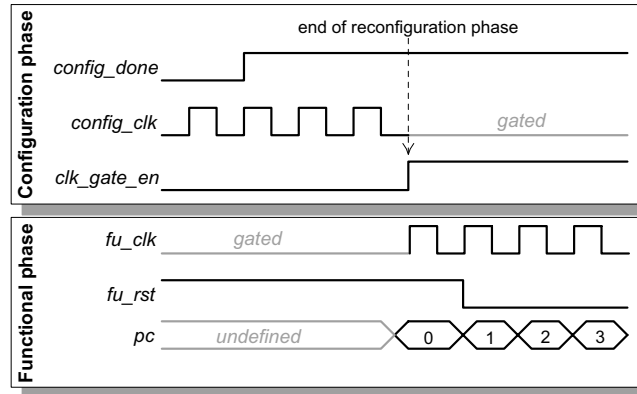 Configuration phase
end of reconfiguration phase
config_done
config_clk
gated
clk_gate_en
Functional phase
fu_clk
gated
fu_rst
pc
undefined
0
1
2
3